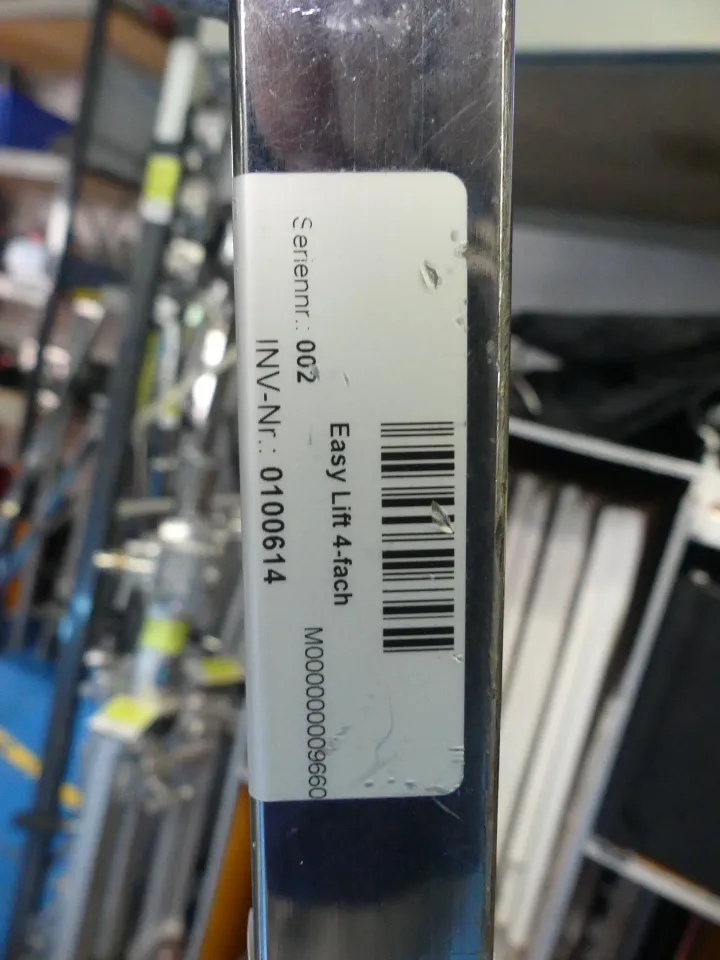 Easy Lift 4-fach
Seriennr.: 002
M000000009660
INV-Nr.: 0100614